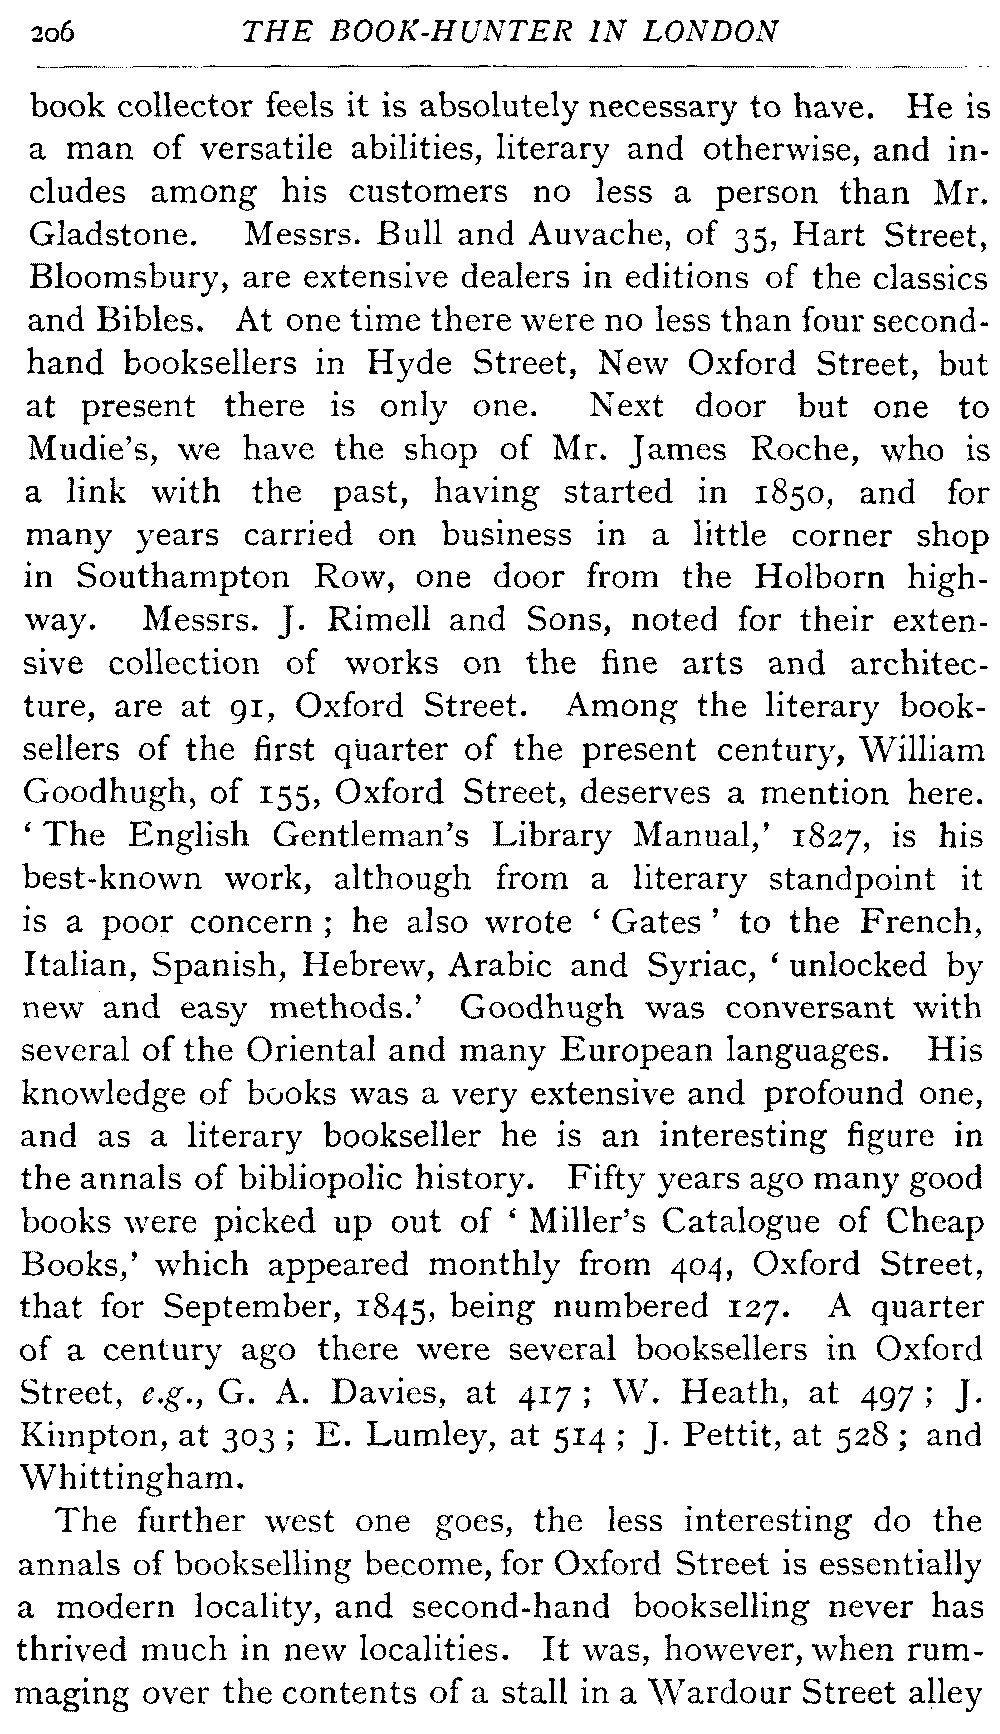 206 THE BOOK-HUNTER IN LONDON
book collector feels it is absolutely necessary to have. He is
a man of versatile abilities, literary and otherwise, and in-
cludes among his customers no less a person than Mr.
Gladstone. Messrs. Bull and Auvache, of 35, Hart Street,
Bloomsbury, are extensive dealers in editions of the classics
and Bibles. At one time there were no less than four second-
hand booksellers in Hyde Street, New Oxford Street, but
at present there is only one. Next door but one to
Mudie's, we have the shop of Mr. James Roche, who is
a link with the past, having started in 1850, and for
many years carried on business in a little corner shop
in Southampton Row, one door from the Holborn high-
way. Messrs. J. Rimell and Sons, noted for their exten-
sive collection of works on the fine arts and architec-
ture, are at 91, Oxford Street. Among the literary book-
sellers of the first quarter of the present century, William
Goodhugh, of 155, Oxford Street, deserves a mention here.
‘The English Gentleman's Library Manual,’ 1827, is his
best-known work, although from a literary standpoint it
is a poor concern; he also wrote ‘Gates’ to the French,
Italian, Spanish, Hebrew, Arabic and Syriac, ‘unlocked by
new and easy methods.’ Goodhugh was conversant with
several of the Oriental and many European languages. His
knowledge of books was a very extensive and profound one,
and as a literary bookseller he is an interesting figure in
the annals of bibliopolic history. Fifty years ago many good
books were picked up out of ‘Miller's Catalogue of Cheap
Books,’ which appeared monthly from 404, Oxford Street,
that for September, 1845, being numbered 127. A quarter
of a century ago there were several booksellers in Oxford
Street, e.g., G. A. Davies, at 417; W. Heath, at 497; J.
Kimpton, at 303; E. Lumley, at 514; J. Pettit, at 528; and
Whittingham.
The further west one goes, the less interesting do the
annals of bookselling become, for Oxford Street is essentially
a modern locality, and second-hand bookselling never has
thrived much in new localities. It was, however, when rum-
maging over the contents of a stall in a Wardour Street alley